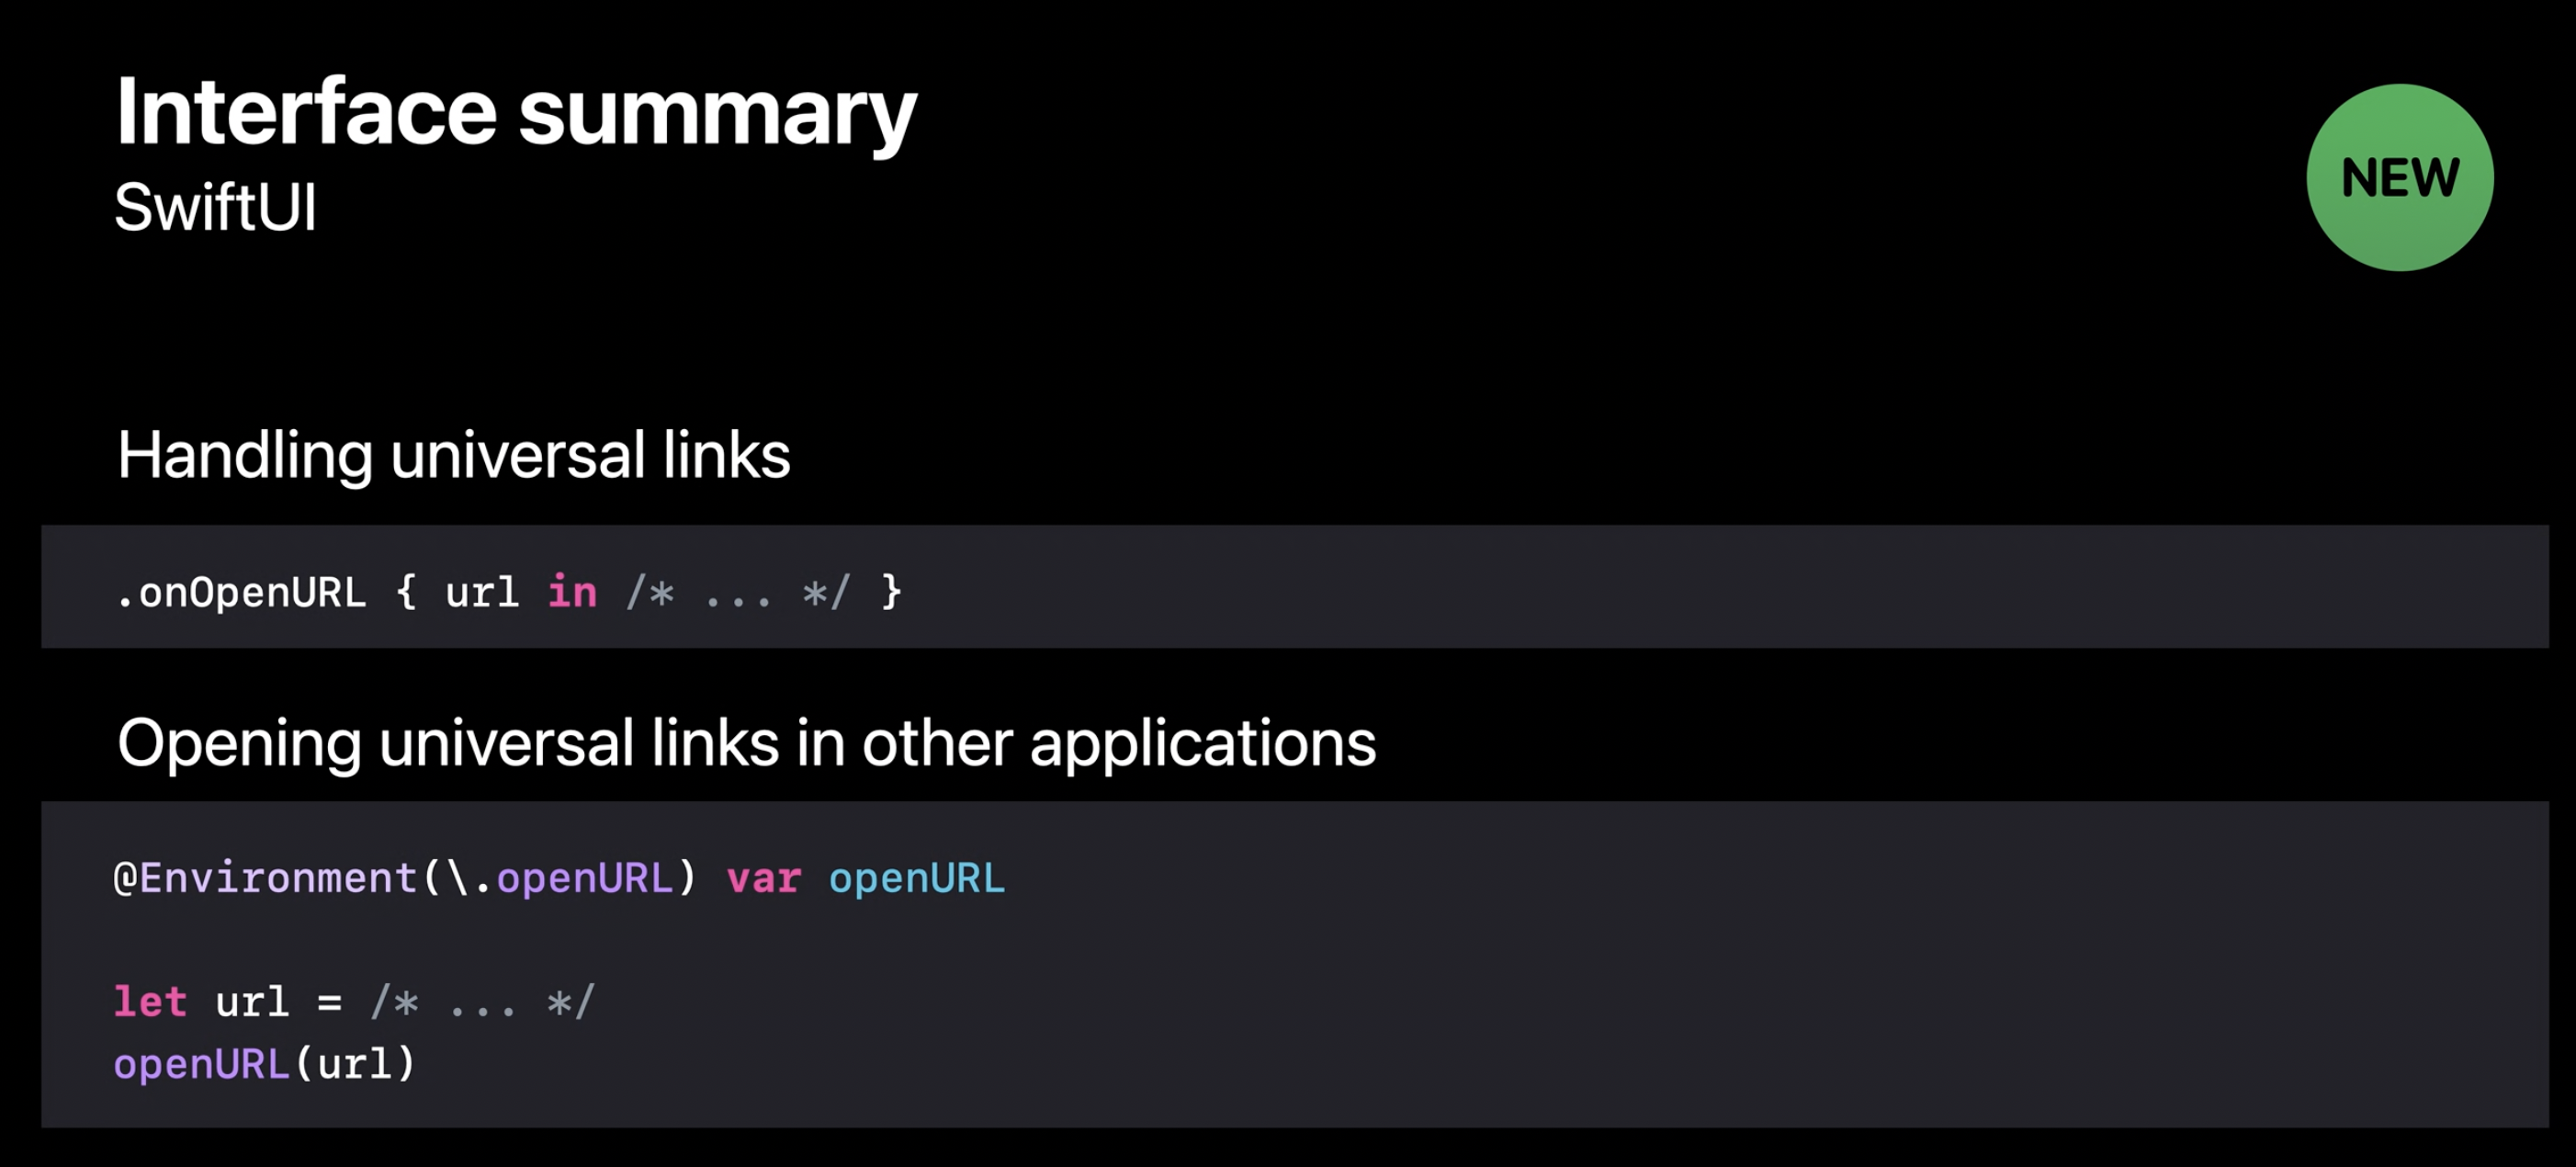 Interface summary
NEW
SwiftUI
Handling universal links
.onOpenURL { url in /* ... */ }
Opening universal links in other applications
@Environment(\.openURL) var openURL
let url = /* ... */
openURL(url)